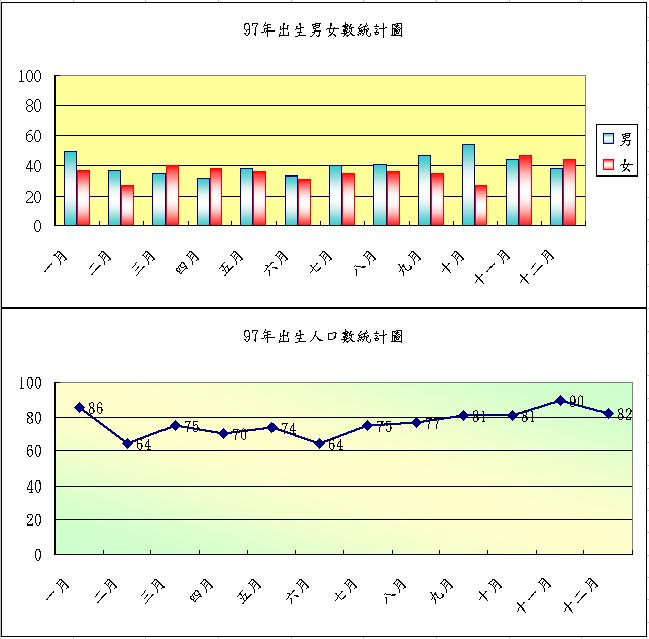 97年出生男女數統計圖
100
80
60
40
20
0
男
女
一月 二月 三月 四月 五月 六月 七月 八月 九月 十月 十一月 十二月
97年出生人口數統計圖
100
80
60
40
20
0
86 64 75 70 74 64 75 77 81 81 90 82
一月 二月 三月 四月 五月 六月 七月 八月 九月 十月 十一月 十二月